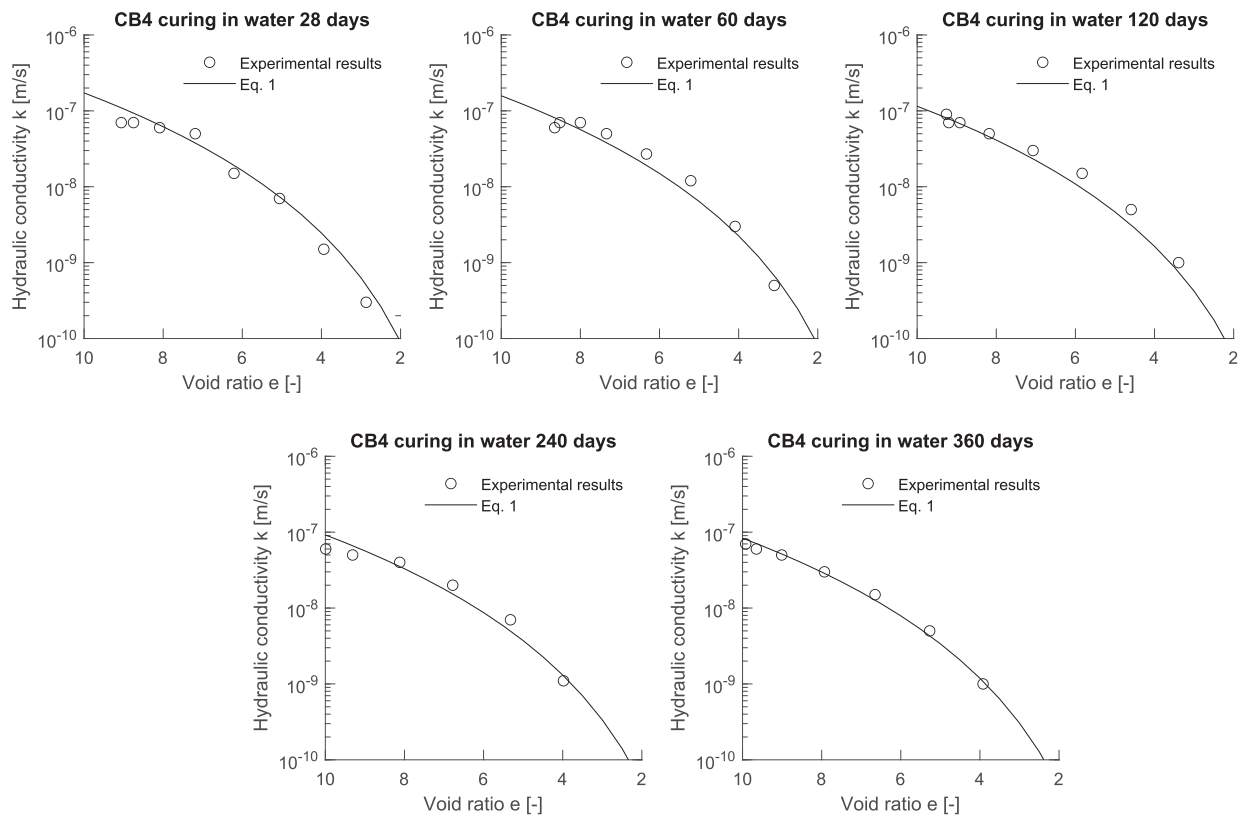 CB4 curing in water 28 days
10-6
10-7
10-8
10-9
10-10
Hydraulic conductivity k [m/s]
Experimental results
Eq. 1
10 8 6 4 2
Void ratio e [-]
CB4 curing in water 60 days
10-6
10-7
10-8
10-9
10-10
Hydraulic conductivity k [m/s]
Experimental results
Eq. 1
10 8 6 4 2
Void ratio e [-]
CB4 curing in water 120 days
10-6
10-7
10-8
10-9
10-10
Hydraulic conductivity k [m/s]
Experimental results
Eq. 1
10 8 6 4 2
Void ratio e [-]
CB4 curing in water 240 days
10-6
10-7
10-8
10-9
10-10
Hydraulic conductivity k [m/s]
Experimental results
Eq. 1
10 8 6 4 2
Void ratio e [-]
CB4 curing in water 360 days
10-6
10-7
10-8
10-9
10-10
Hydraulic conductivity k [m/s]
Experimental results
Eq. 1
10 8 6 4 2
Void ratio e [-]